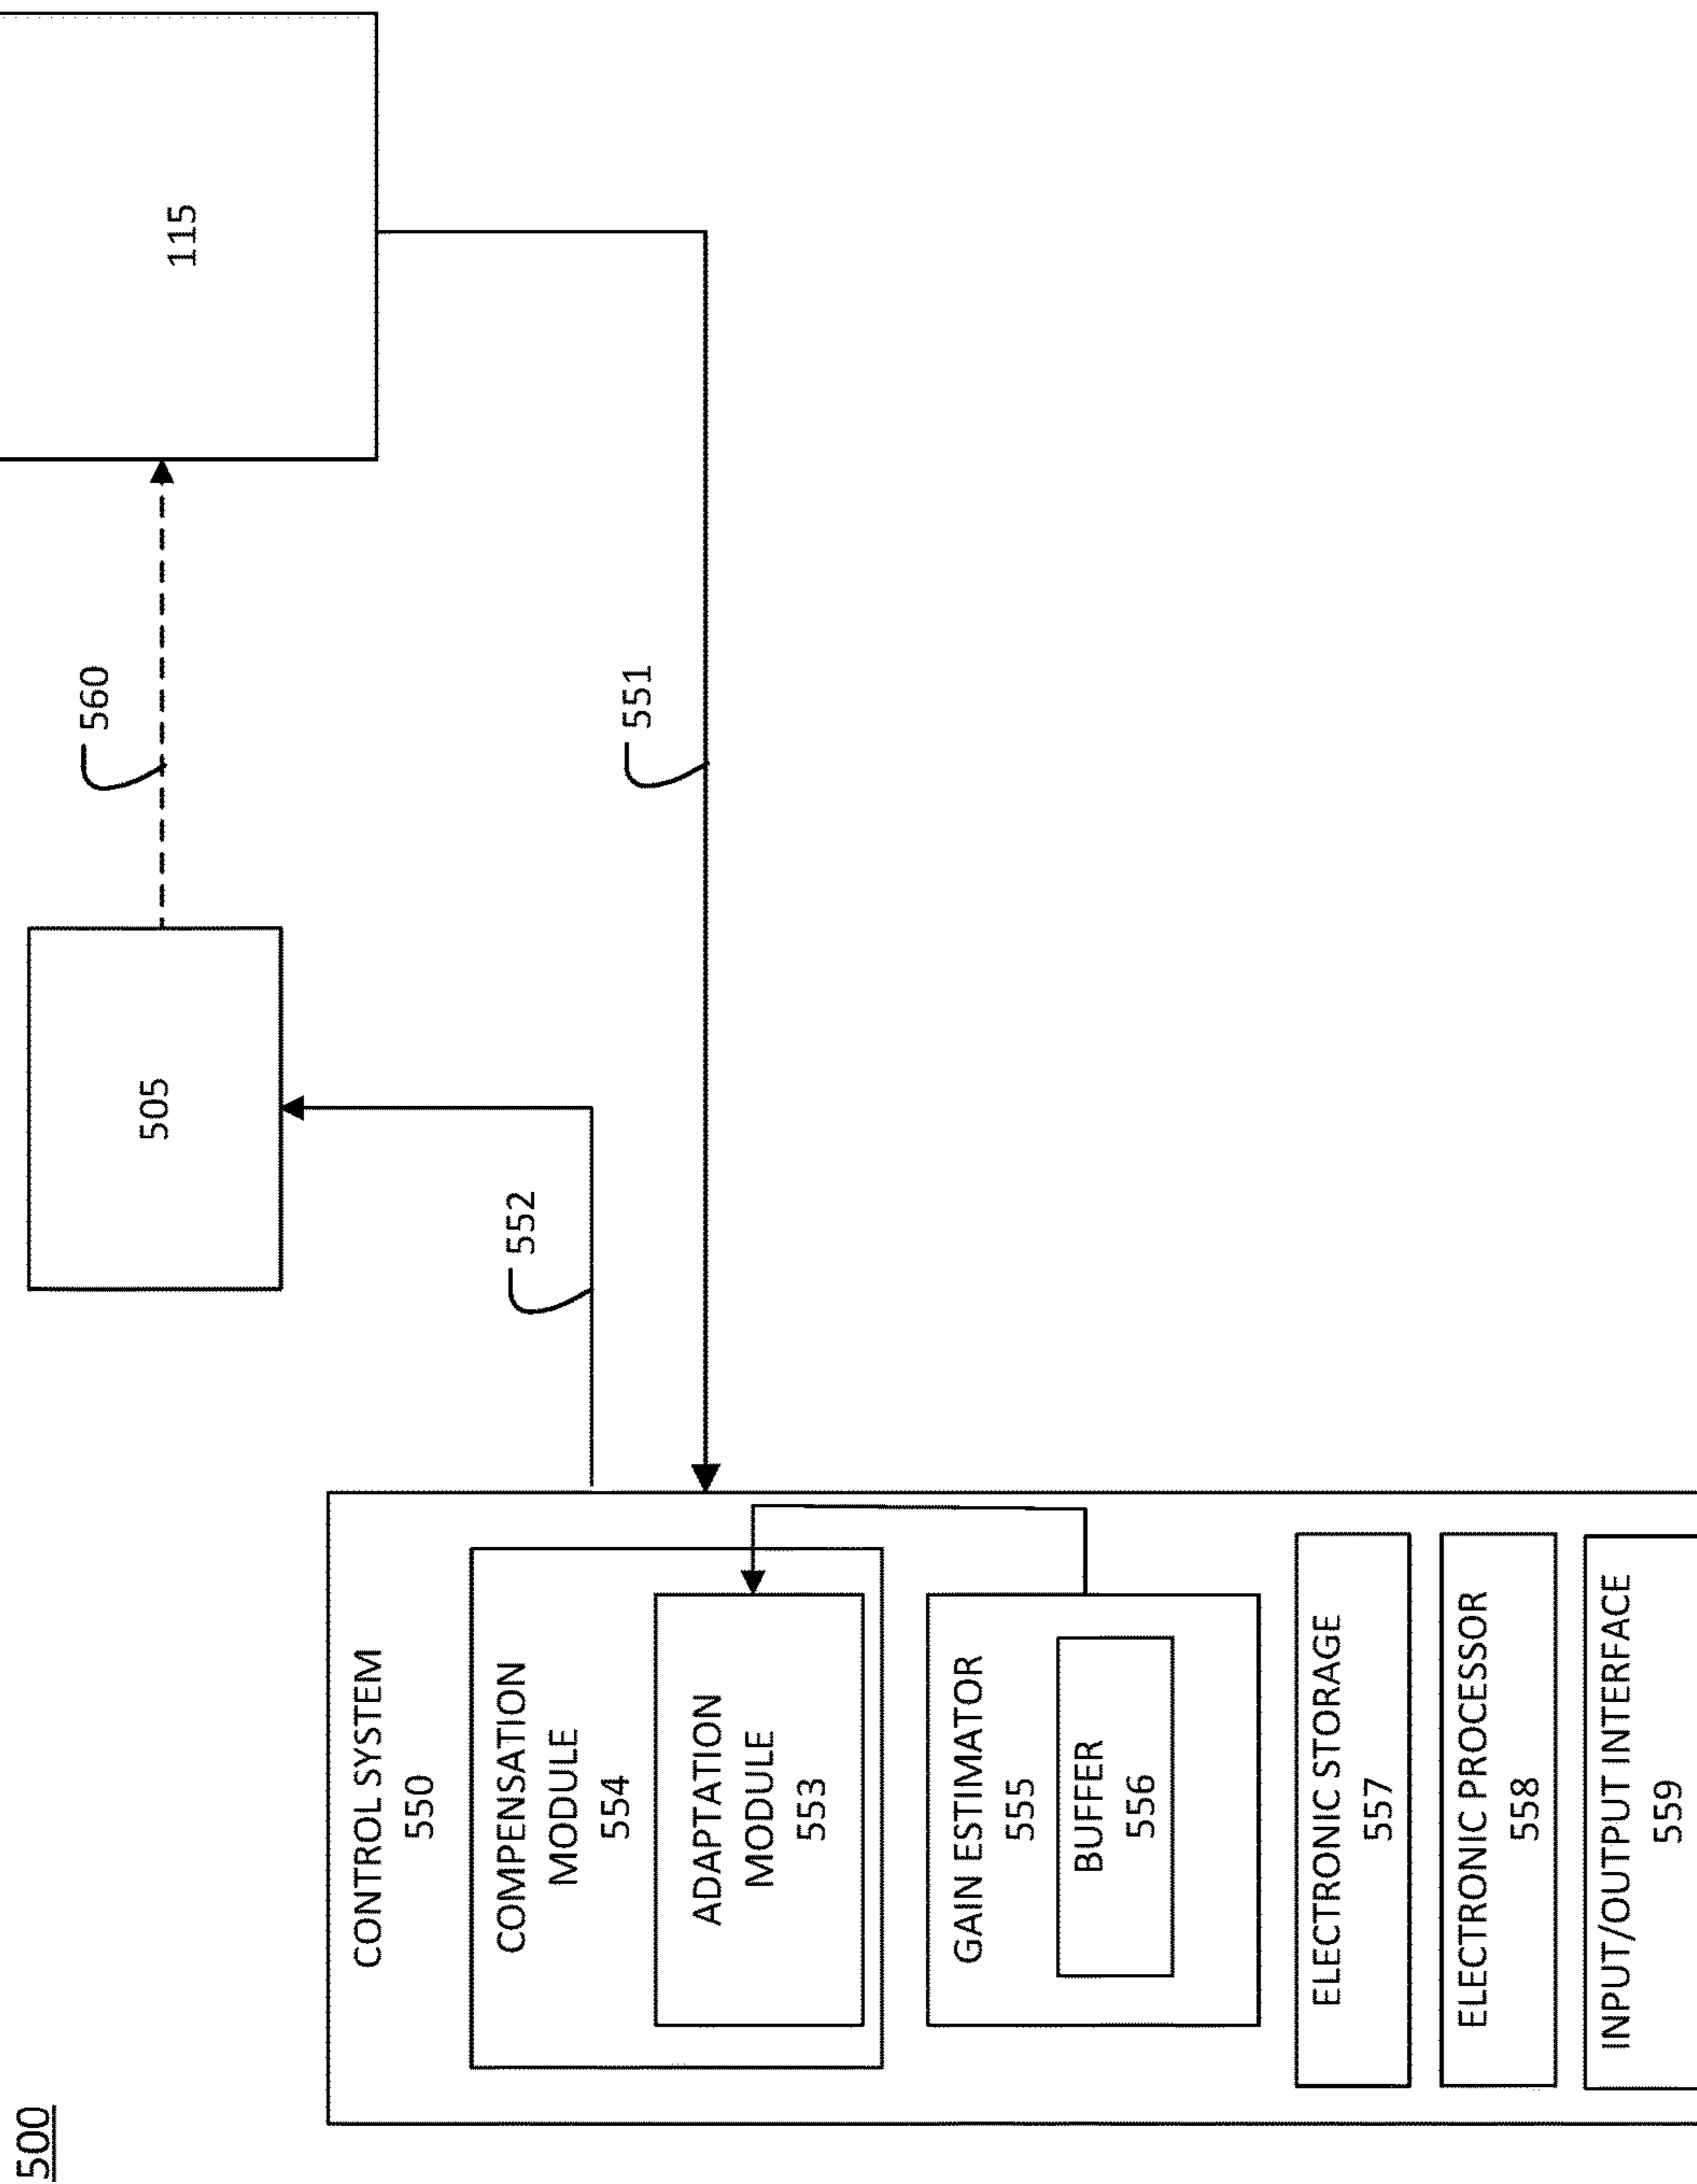 500
CONTROL SYSTEM
550
COMPENSATION
MODULE
554
ADAPTATION
MODULE
553
GAIN ESTIMATOR
555
BUFFER
556
ELECTRONIC STORAGE
557
ELECTRONIC PROCESSOR
558
INPUT/OUTPUT INTERFACE
559
552
505
560
551
115